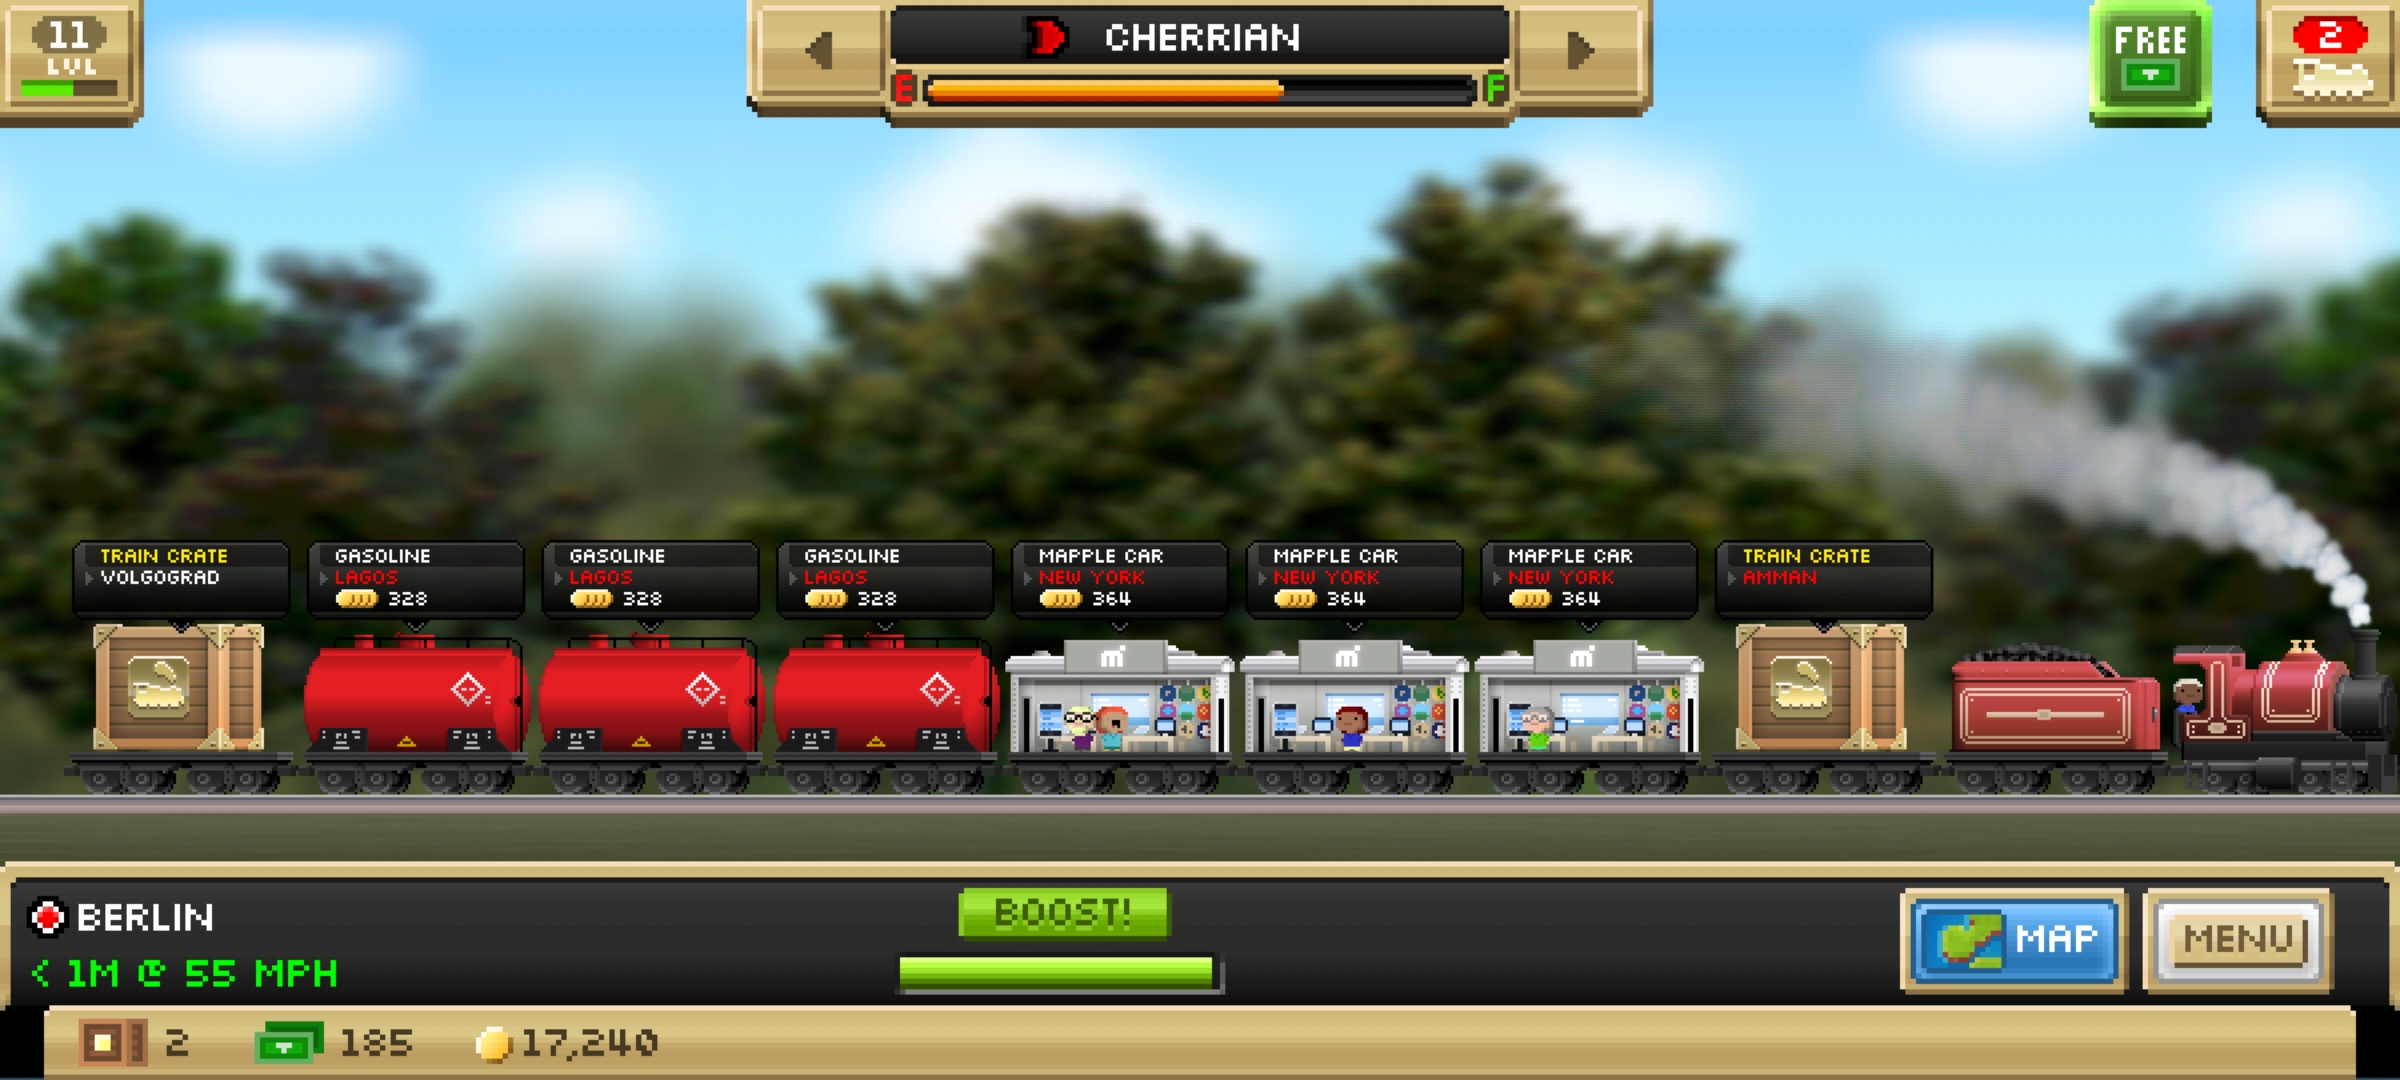 11
LVL
CHERRIAN
E
F
FREE
2
TRAIN CRATE
VOLGOGRAD
GASOLINE
LAGOS
328
GASOLINE
LAGOS
328
GASOLINE
LAGOS
328
MAPPLE CAR
NEW YORK
364
MAPPLE CAR
NEW YORK
364
MAPPLE CAR
NEW YORK
364
TRAIN CRATE
AMMAN
m
m
m
BERLIN
< 1M @ 55 MPH
BOOST!
MAP
MENU
2
185
17,240